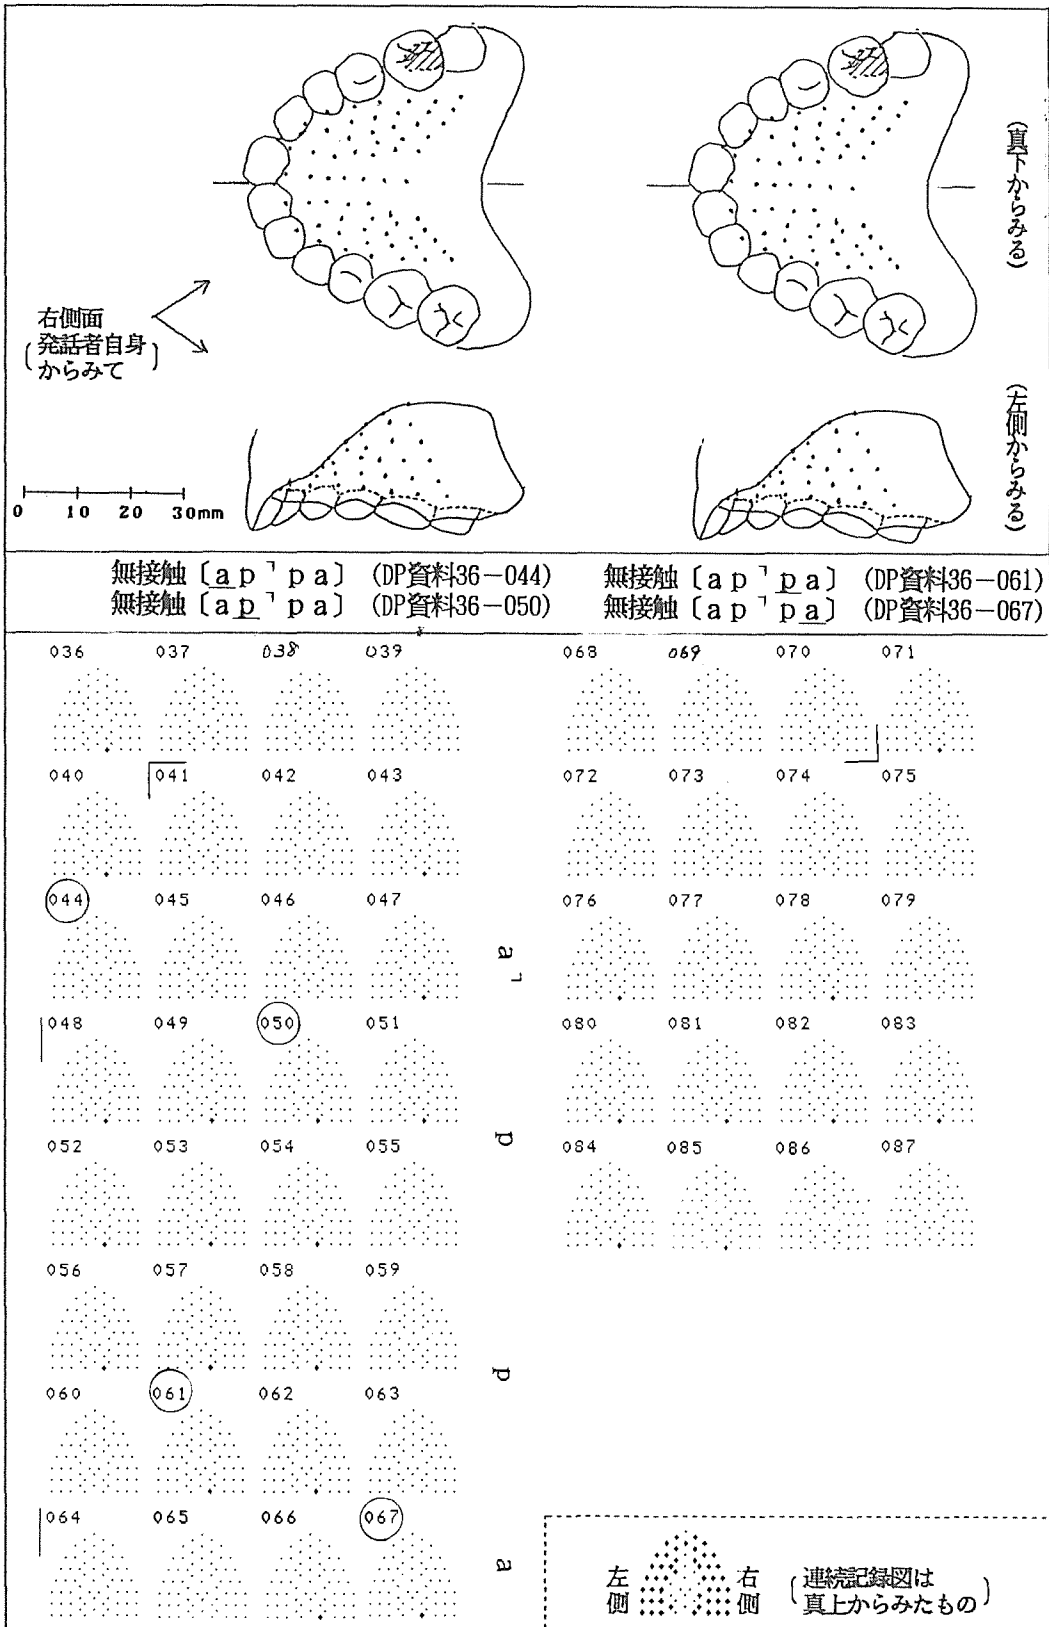 (真下からみる)
右側面
(発話者自身
からみて)
(左側からみる)
0 10 20 30mm
無接触〔ap ̚ pa〕(DP資料36-044)
無接触〔ap ̚ pa〕(DP資料36-050)
無接触〔ap ̚ pa〕(DP資料36-061)
無接触〔ap ̚ pa〕(DP資料36-067)
036 037 038 039
040 041 042 043
044 045 046 047
048 049 050 051
052 053 054 055
056 057 058 059
060 061 062 063
064 065 066 067
a ̚
p
p
a
068 069 070 071
072 073 074 075
076 077 078 079
080 081 082 083
084 085 086 087
左側
右側
(連続記録図は
真上からみたもの)